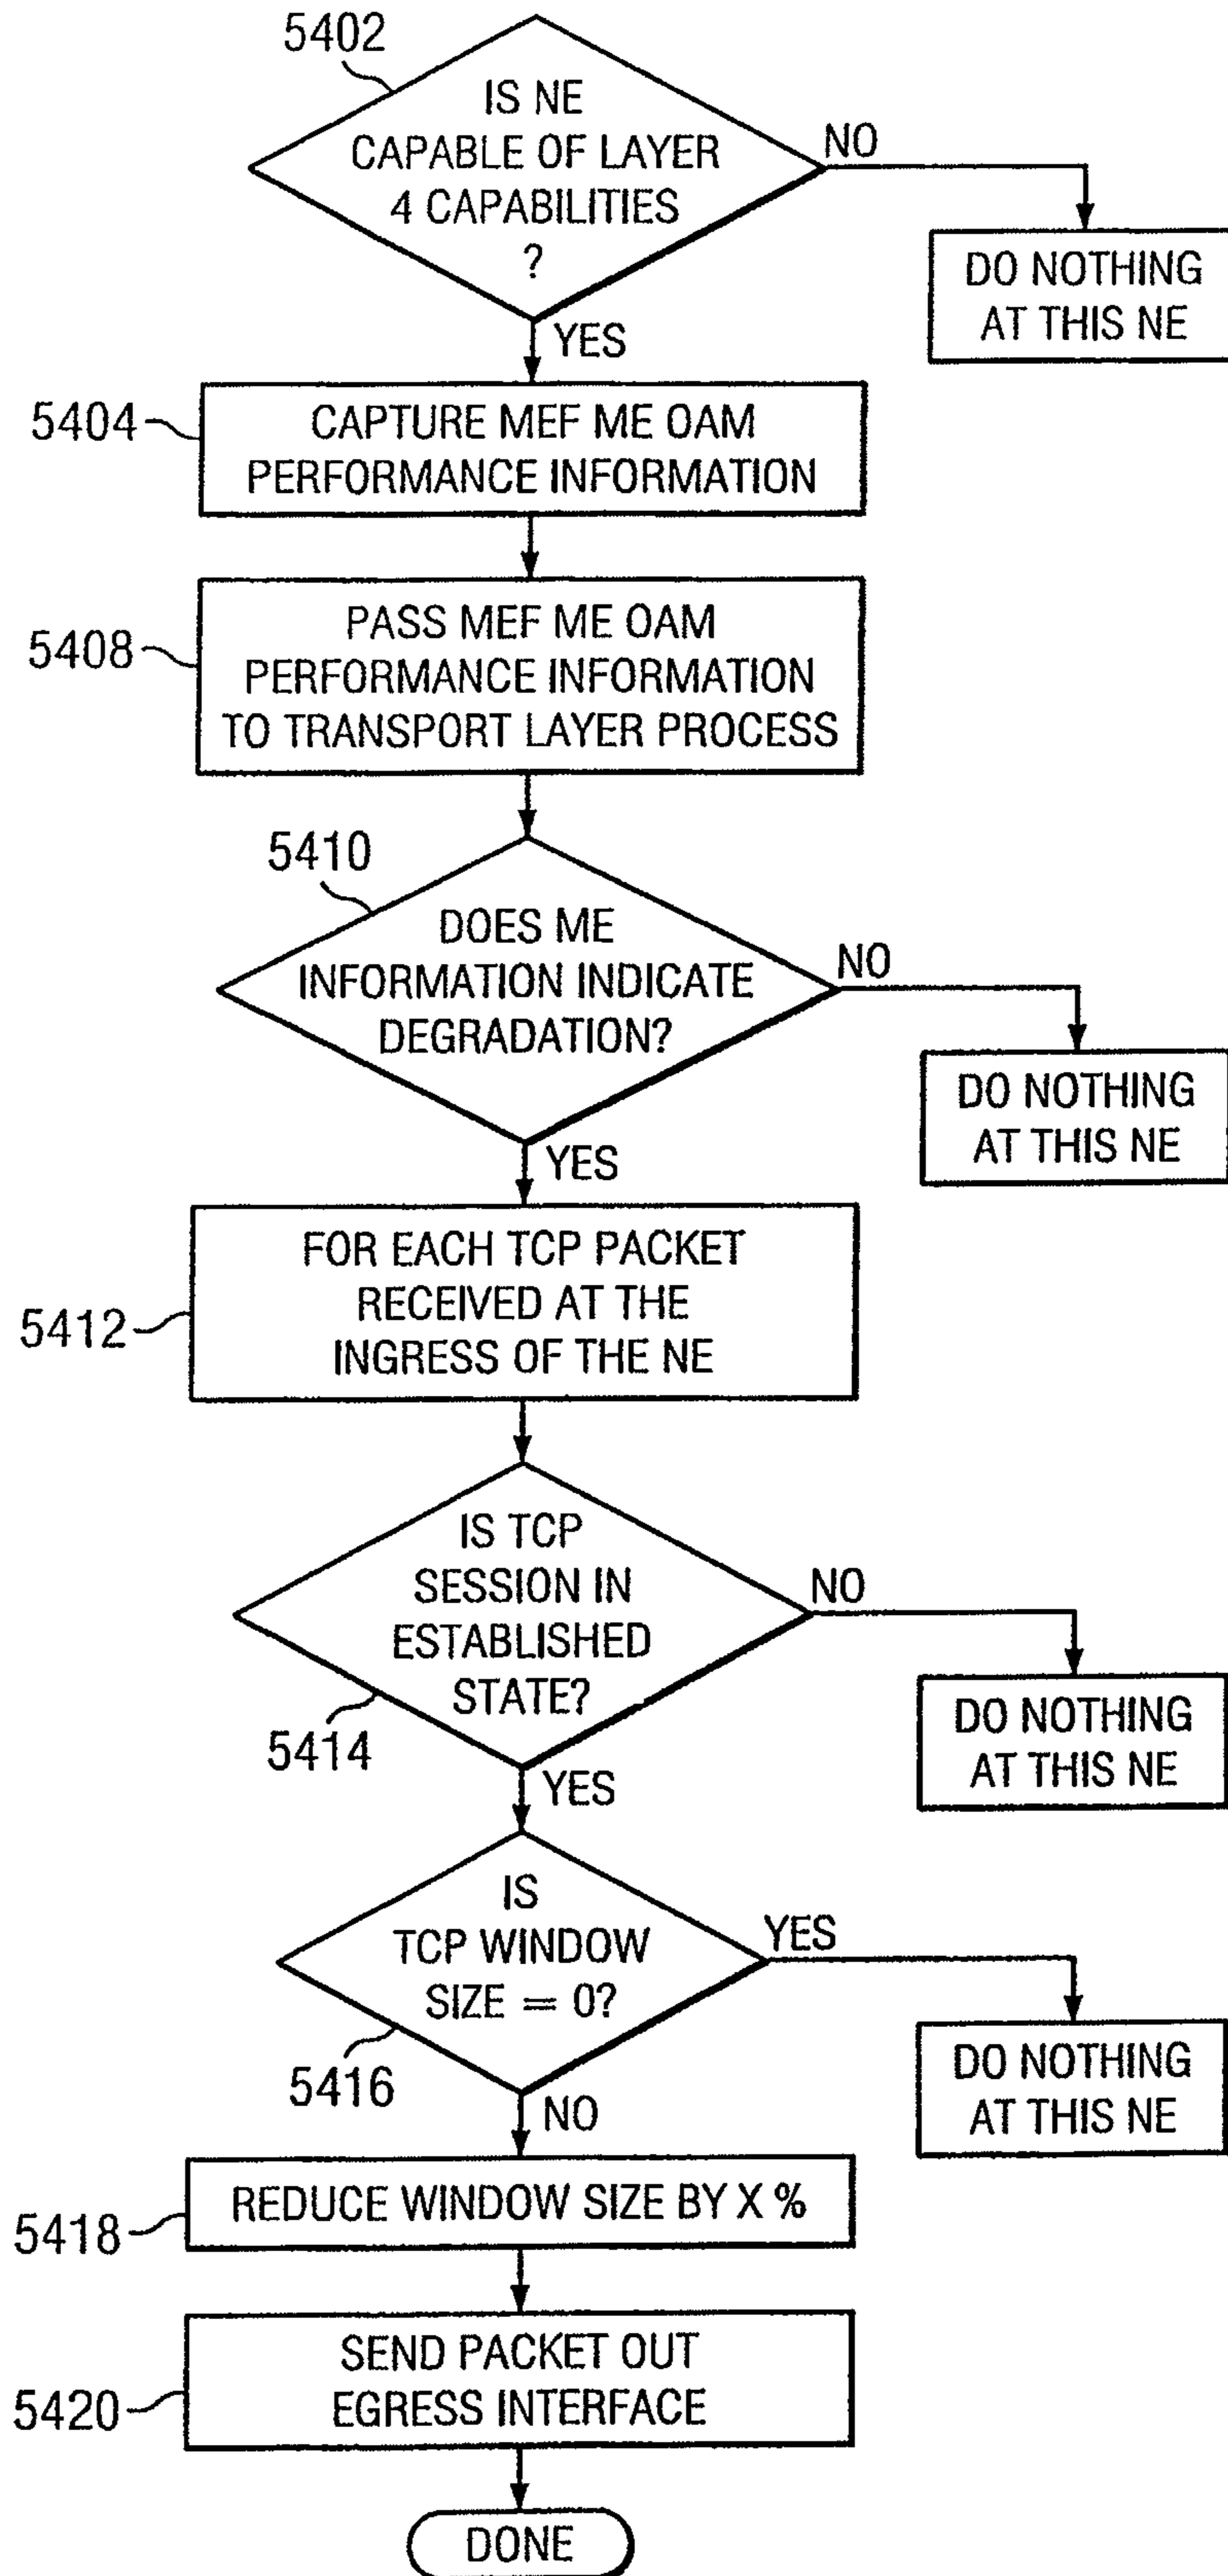 5402
IS NE
CAPABLE OF LAYER
4 CAPABILITIES
?
NO
DO NOTHING
AT THIS NE
YES
5404
CAPTURE MEF ME OAM
PERFORMANCE INFORMATION
5408
PASS MEF ME OAM
PERFORMANCE INFORMATION
TO TRANSPORT LAYER PROCESS
5410
DOES ME
INFORMATION INDICATE
DEGRADATION?
NO
DO NOTHING
AT THIS NE
YES
5412
FOR EACH TCP PACKET
RECEIVED AT THE
INGRESS OF THE NE
IS TCP
SESSION IN
ESTABLISHED
STATE?
5414
NO
DO NOTHING
AT THIS NE
YES
IS
TCP WINDOW
SIZE = 0?
5416
YES
DO NOTHING
AT THIS NE
NO
5418
REDUCE WINDOW SIZE BY X %
5420
SEND PACKET OUT
EGRESS INTERFACE
DONE